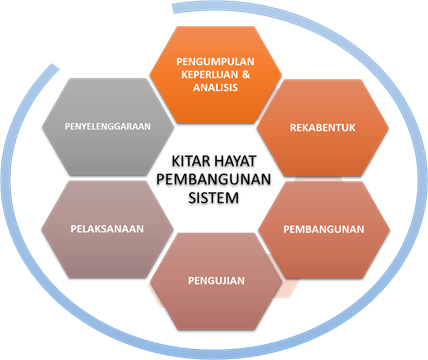 PENGUMPULAN
KEPERLUAN &
ANALISIS
REKABENTUK
PEMBANGUNAN
PENGUJIAN
PELAKSANAAN
PENYELENGGARAAN
KITAR HAYAT
PEMBANGUNAN
SISTEM